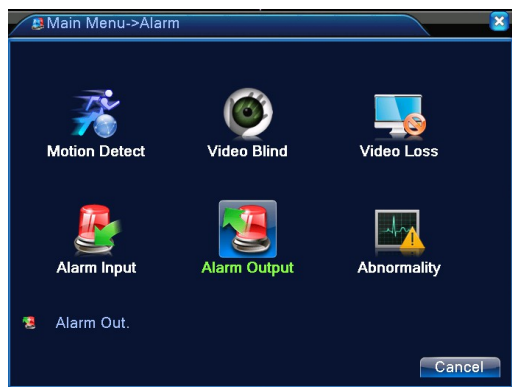 Main Menu->Alarm
Motion Detect
Video Blind
Video Loss
Alarm Input
Alarm Output
Abnormality
Alarm Out.
Cancel